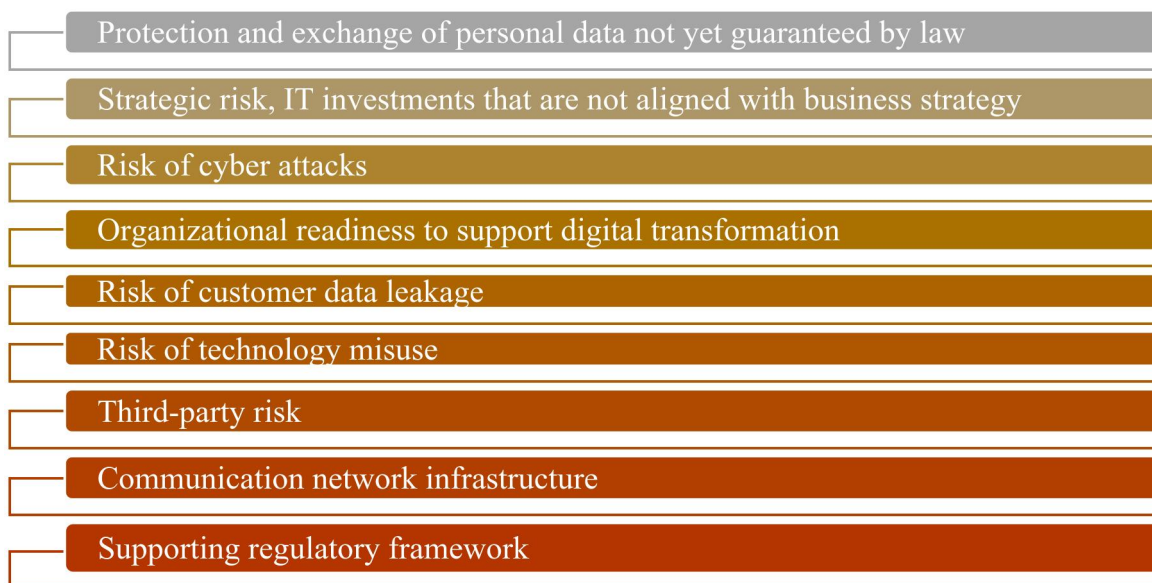 Protection and exchange of personal data not yet guaranteed by law
Strategic risk, IT investments that are not aligned with business strategy
Risk of cyber attacks
Organizational readiness to support digital transformation
Risk of customer data leakage
Risk of technology misuse
Third-party risk
Communication network infrastructure
Supporting regulatory framework